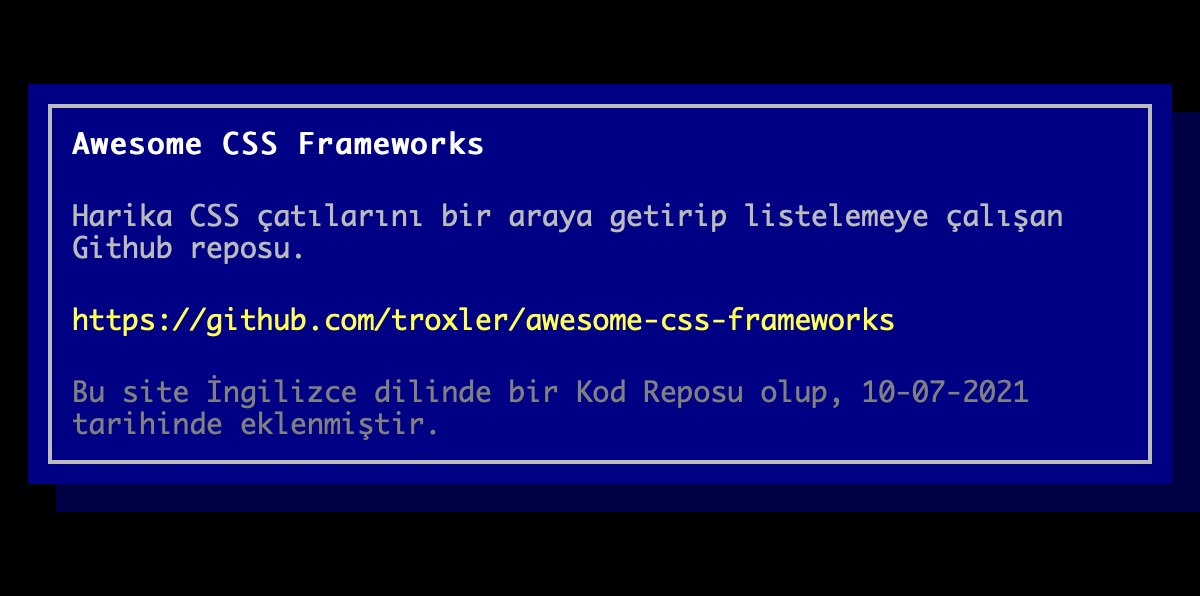 Awesome CSS Frameworks
Harika CSS çatılarını bir araya getirip listelemeye çalışan
Github reposu.
https://github.com/troxler/awesome-css-frameworks
Bu site İngilizce dilinde bir Kod Reposu olup, 10-07-2021
tarihinde eklenmiştir.